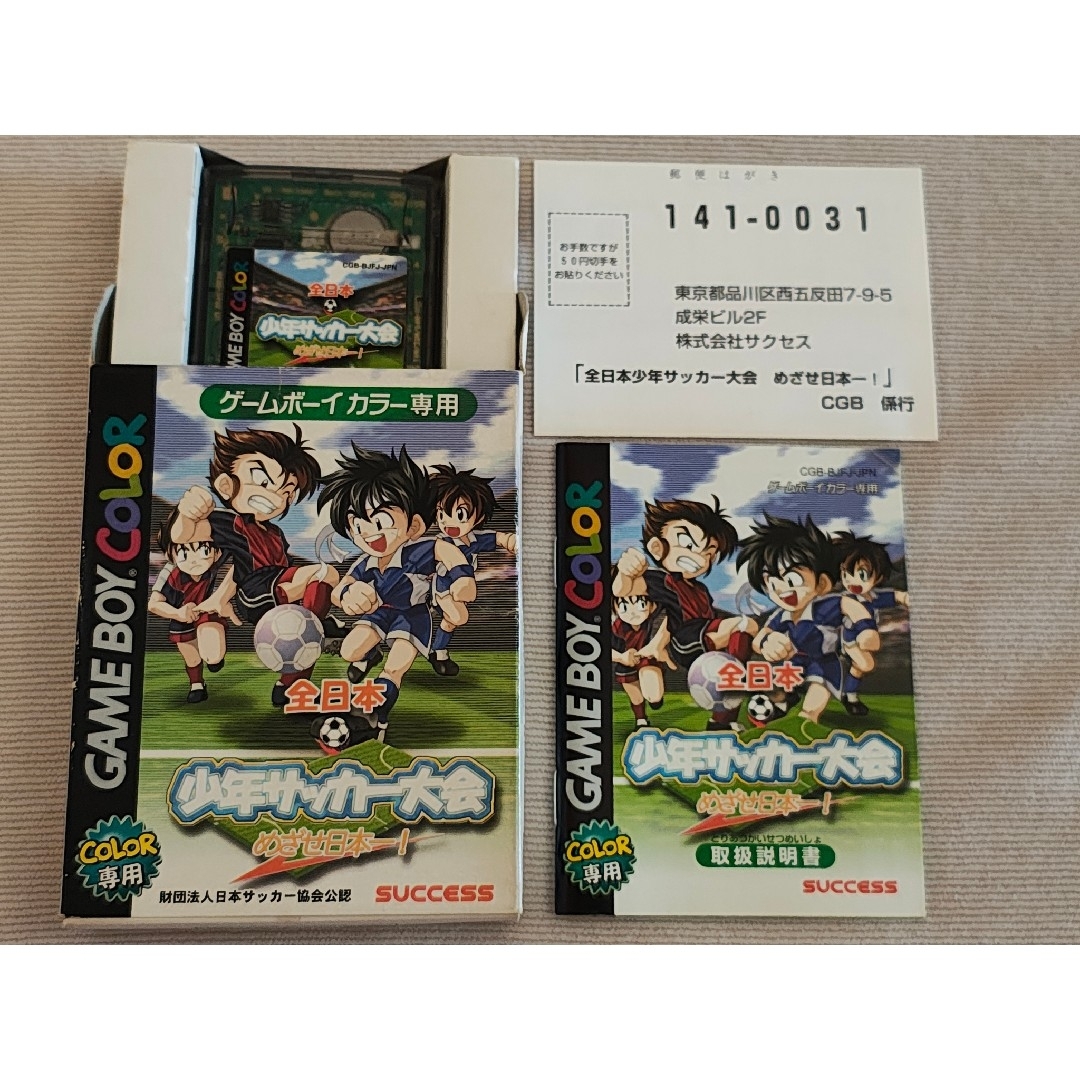 CGB-BJFJ-JPN
GAME BOY COLOR
全日本
少年サッカー大会
めざせ日本一!
ゲームボーイカラー専用
GAME BOY COLOR
全日本
少年サッカー大会
めざせ日本一!
COLOR
専用
財団法人日本サッカー協会公認
SUCCESS
郵便はがき
141-0031
お手数ですが
50円切手を
お貼りください
東京都品川区西五反田7-9-5
成栄ビル2F
株式会社サクセス
「全日本少年サッカー大会 めざせ日本一!」
CGB 係行
CGB-BJFJ-JPN
ゲームボーイカラー専用
GAME BOY COLOR
全日本
少年サッカー大会
めざせ日本一!
とりあつかいせつめいしょ
取扱説明書
COLOR
専用
SUCCESS